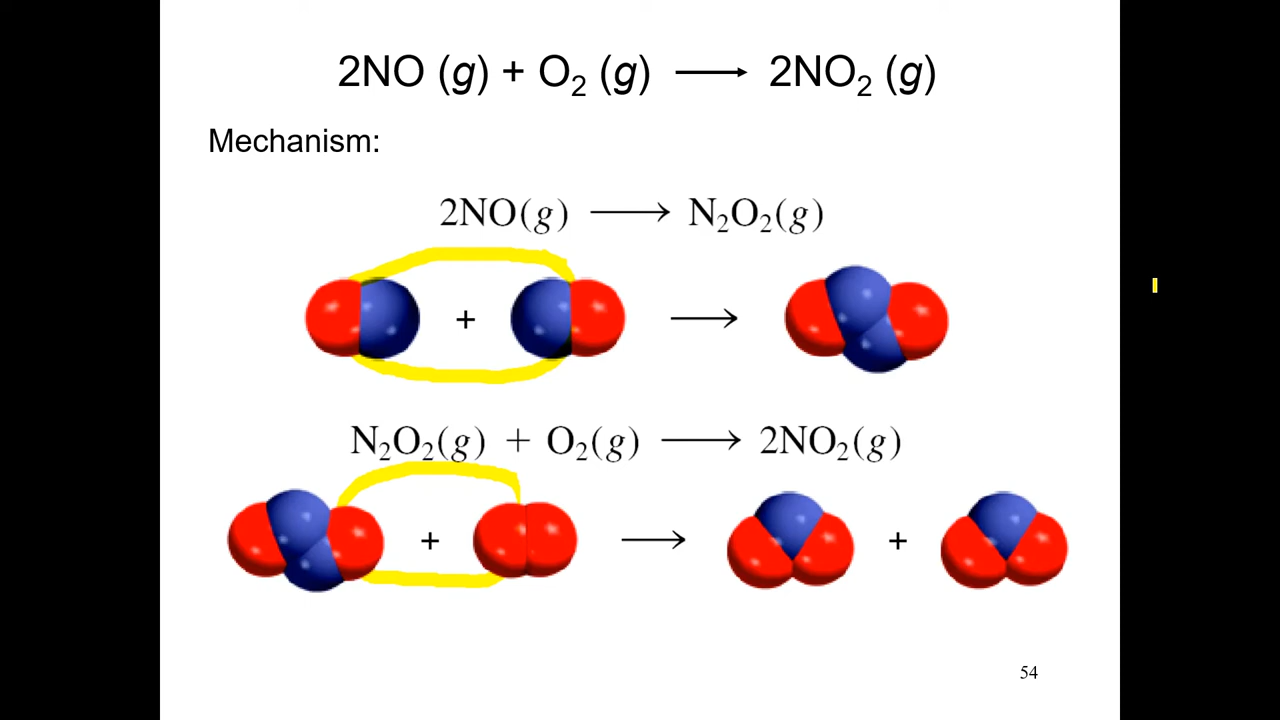 2NO (g) + O₂ (g) ⟶ 2NO₂ (g)
Mechanism:
2NO(g) ⟶ N₂O₂(g)
+ ⟶
N₂O₂(g) + O₂(g) ⟶ 2NO₂(g)
+ ⟶ +
54